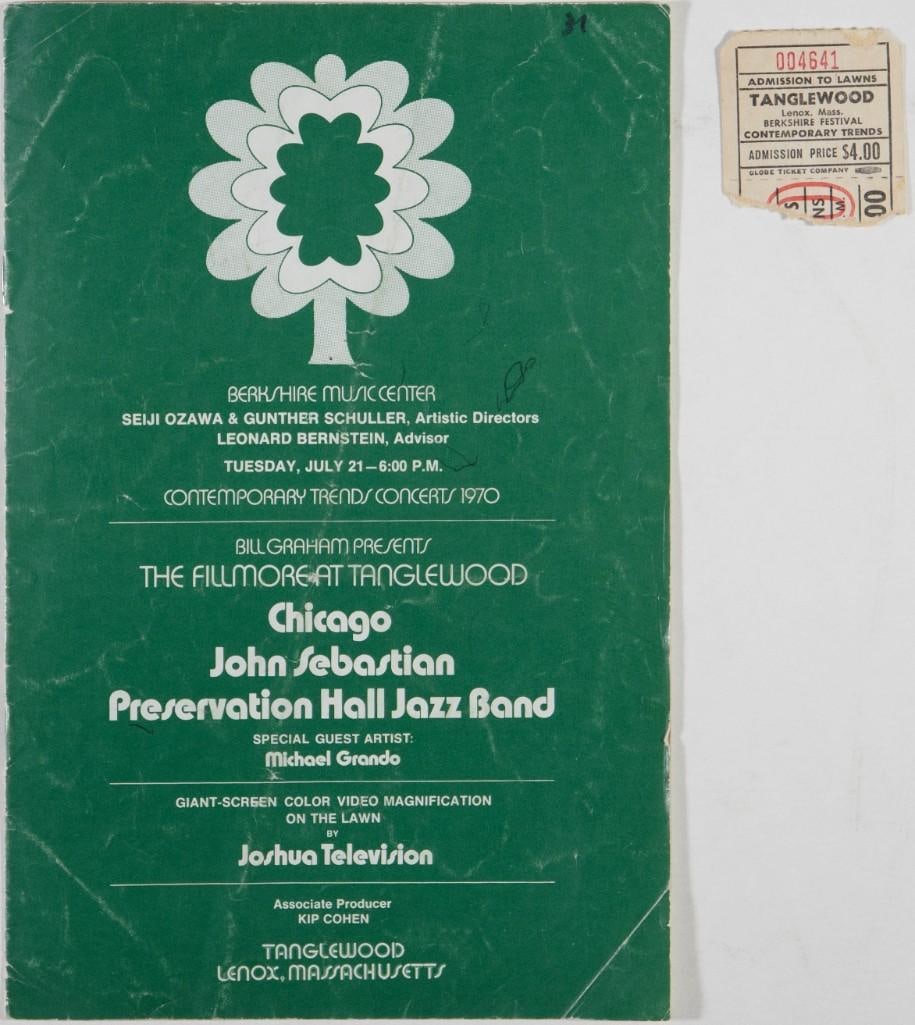 31
BERKSHIRE MUSIC CENTER
SEIJI OZAWA & GUNTHER SCHULLER, Artistic Directors
LEONARD BERNSTEIN, Advisor
TUESDAY, JULY 21—6:00 P.M.
CONTEMPORARY TRENDS CONCERTS 1970
BILL GRAHAM PRESENTS
THE FILLMORE AT TANGLEWOOD
Chicago
John Sebastian
Preservation Hall Jazz Band
SPECIAL GUEST ARTIST:
Michael Grando
GIANT-SCREEN COLOR VIDEO MAGNIFICATION
ON THE LAWN
BY
Joshua Television
Associate Producer
KIP COHEN
TANGLEWOOD
LENOX, MASSACHUSETTS
004641
ADMISSION TO LAWNS
TANGLEWOOD
Lenox, Mass.
BERKSHIRE FESTIVAL
CONTEMPORARY TRENDS
ADMISSION PRICE $4.00
GLOBE TICKET COMPANY
S
NS
M.
00